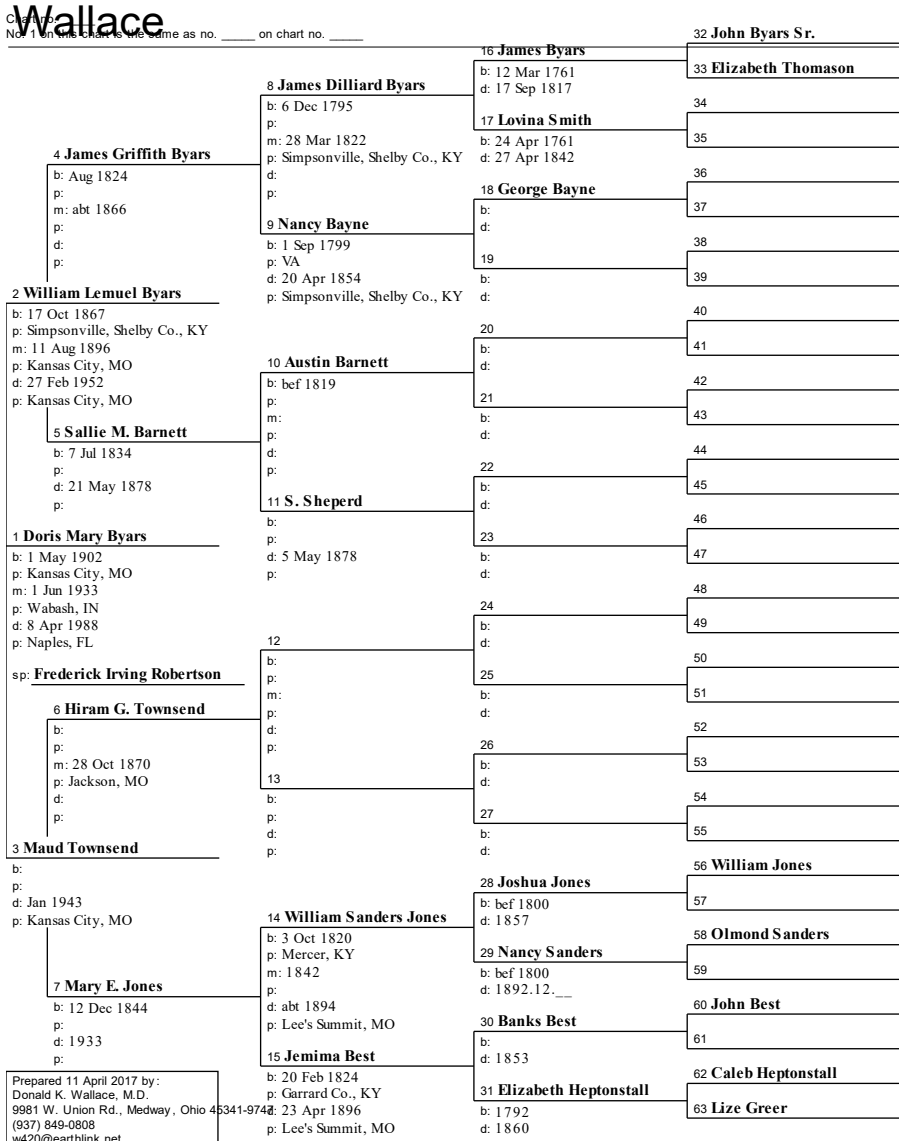 Wallace
Chart no.
No. 1 on this chart is the same as no. _____ on chart no. _____
32 John Byars Sr.
16 James Byars
b: 12 Mar 1761
d: 17 Sep 1817
33 Elizabeth Thomason
8 James Dilliard Byars
b: 6 Dec 1795
p:
m: 28 Mar 1822
p: Simpsonville, Shelby Co., KY
d:
p:
34
17 Lovina Smith
b: 24 Apr 1761
d: 27 Apr 1842
35
4 James Griffith Byars
b: Aug 1824
p:
m: abt 1866
p:
d:
p:
36
18 George Bayne
b:
d:
37
9 Nancy Bayne
b: 1 Sep 1799
p: VA
d: 20 Apr 1854
p: Simpsonville, Shelby Co., KY
38
19
b:
d:
39
2 William Lemuel Byars
b: 17 Oct 1867
p: Simpsonville, Shelby Co., KY
m: 11 Aug 1896
p: Kansas City, MO
d: 27 Feb 1952
p: Kansas City, MO
40
20
b:
d:
41
10 Austin Barnett
b: bef 1819
p:
m:
p:
d:
p:
42
21
b:
d:
43
5 Sallie M. Barnett
b: 7 Jul 1834
p:
d: 21 May 1878
p:
44
22
b:
d:
45
11 S. Sheperd
b:
p:
d: 5 May 1878
p:
46
23
b:
d:
47
1 Doris Mary Byars
b: 1 May 1902
p: Kansas City, MO
m: 1 Jun 1933
p: Wabash, IN
d: 8 Apr 1988
p: Naples, FL
sp: Frederick Irving Robertson
48
24
b:
d:
49
12
b:
p:
m:
p:
d:
p:
50
25
b:
d:
51
6 Hiram G. Townsend
b:
p:
m: 28 Oct 1870
p: Jackson, MO
d:
p:
52
26
b:
d:
53
13
b:
p:
d:
p:
54
27
b:
d:
55
3 Maud Townsend
b:
p:
d: Jan 1943
p: Kansas City, MO
56 William Jones
28 Joshua Jones
b: bef 1800
d: 1857
57
14 William Sanders Jones
b: 3 Oct 1820
p: Mercer, KY
m: 1842
p:
d: abt 1894
p: Lee's Summit, MO
58 Olmond Sanders
29 Nancy Sanders
b: bef 1800
d: 1892.12.__
59
7 Mary E. Jones
b: 12 Dec 1844
p:
d: 1933
p:
60 John Best
30 Banks Best
b:
d: 1853
61
15 Jemima Best
b: 20 Feb 1824
p: Garrard Co., KY
d: 23 Apr 1896
p: Lee's Summit, MO
62 Caleb Heptonstall
31 Elizabeth Heptonstall
b: 1792
d: 1860
63 Lize Greer
Prepared 11 April 2017 by:
Donald K. Wallace, M.D.
9981 W. Union Rd., Medway, Ohio 45341-974
(937) 849-0808
w420@earthlink.net